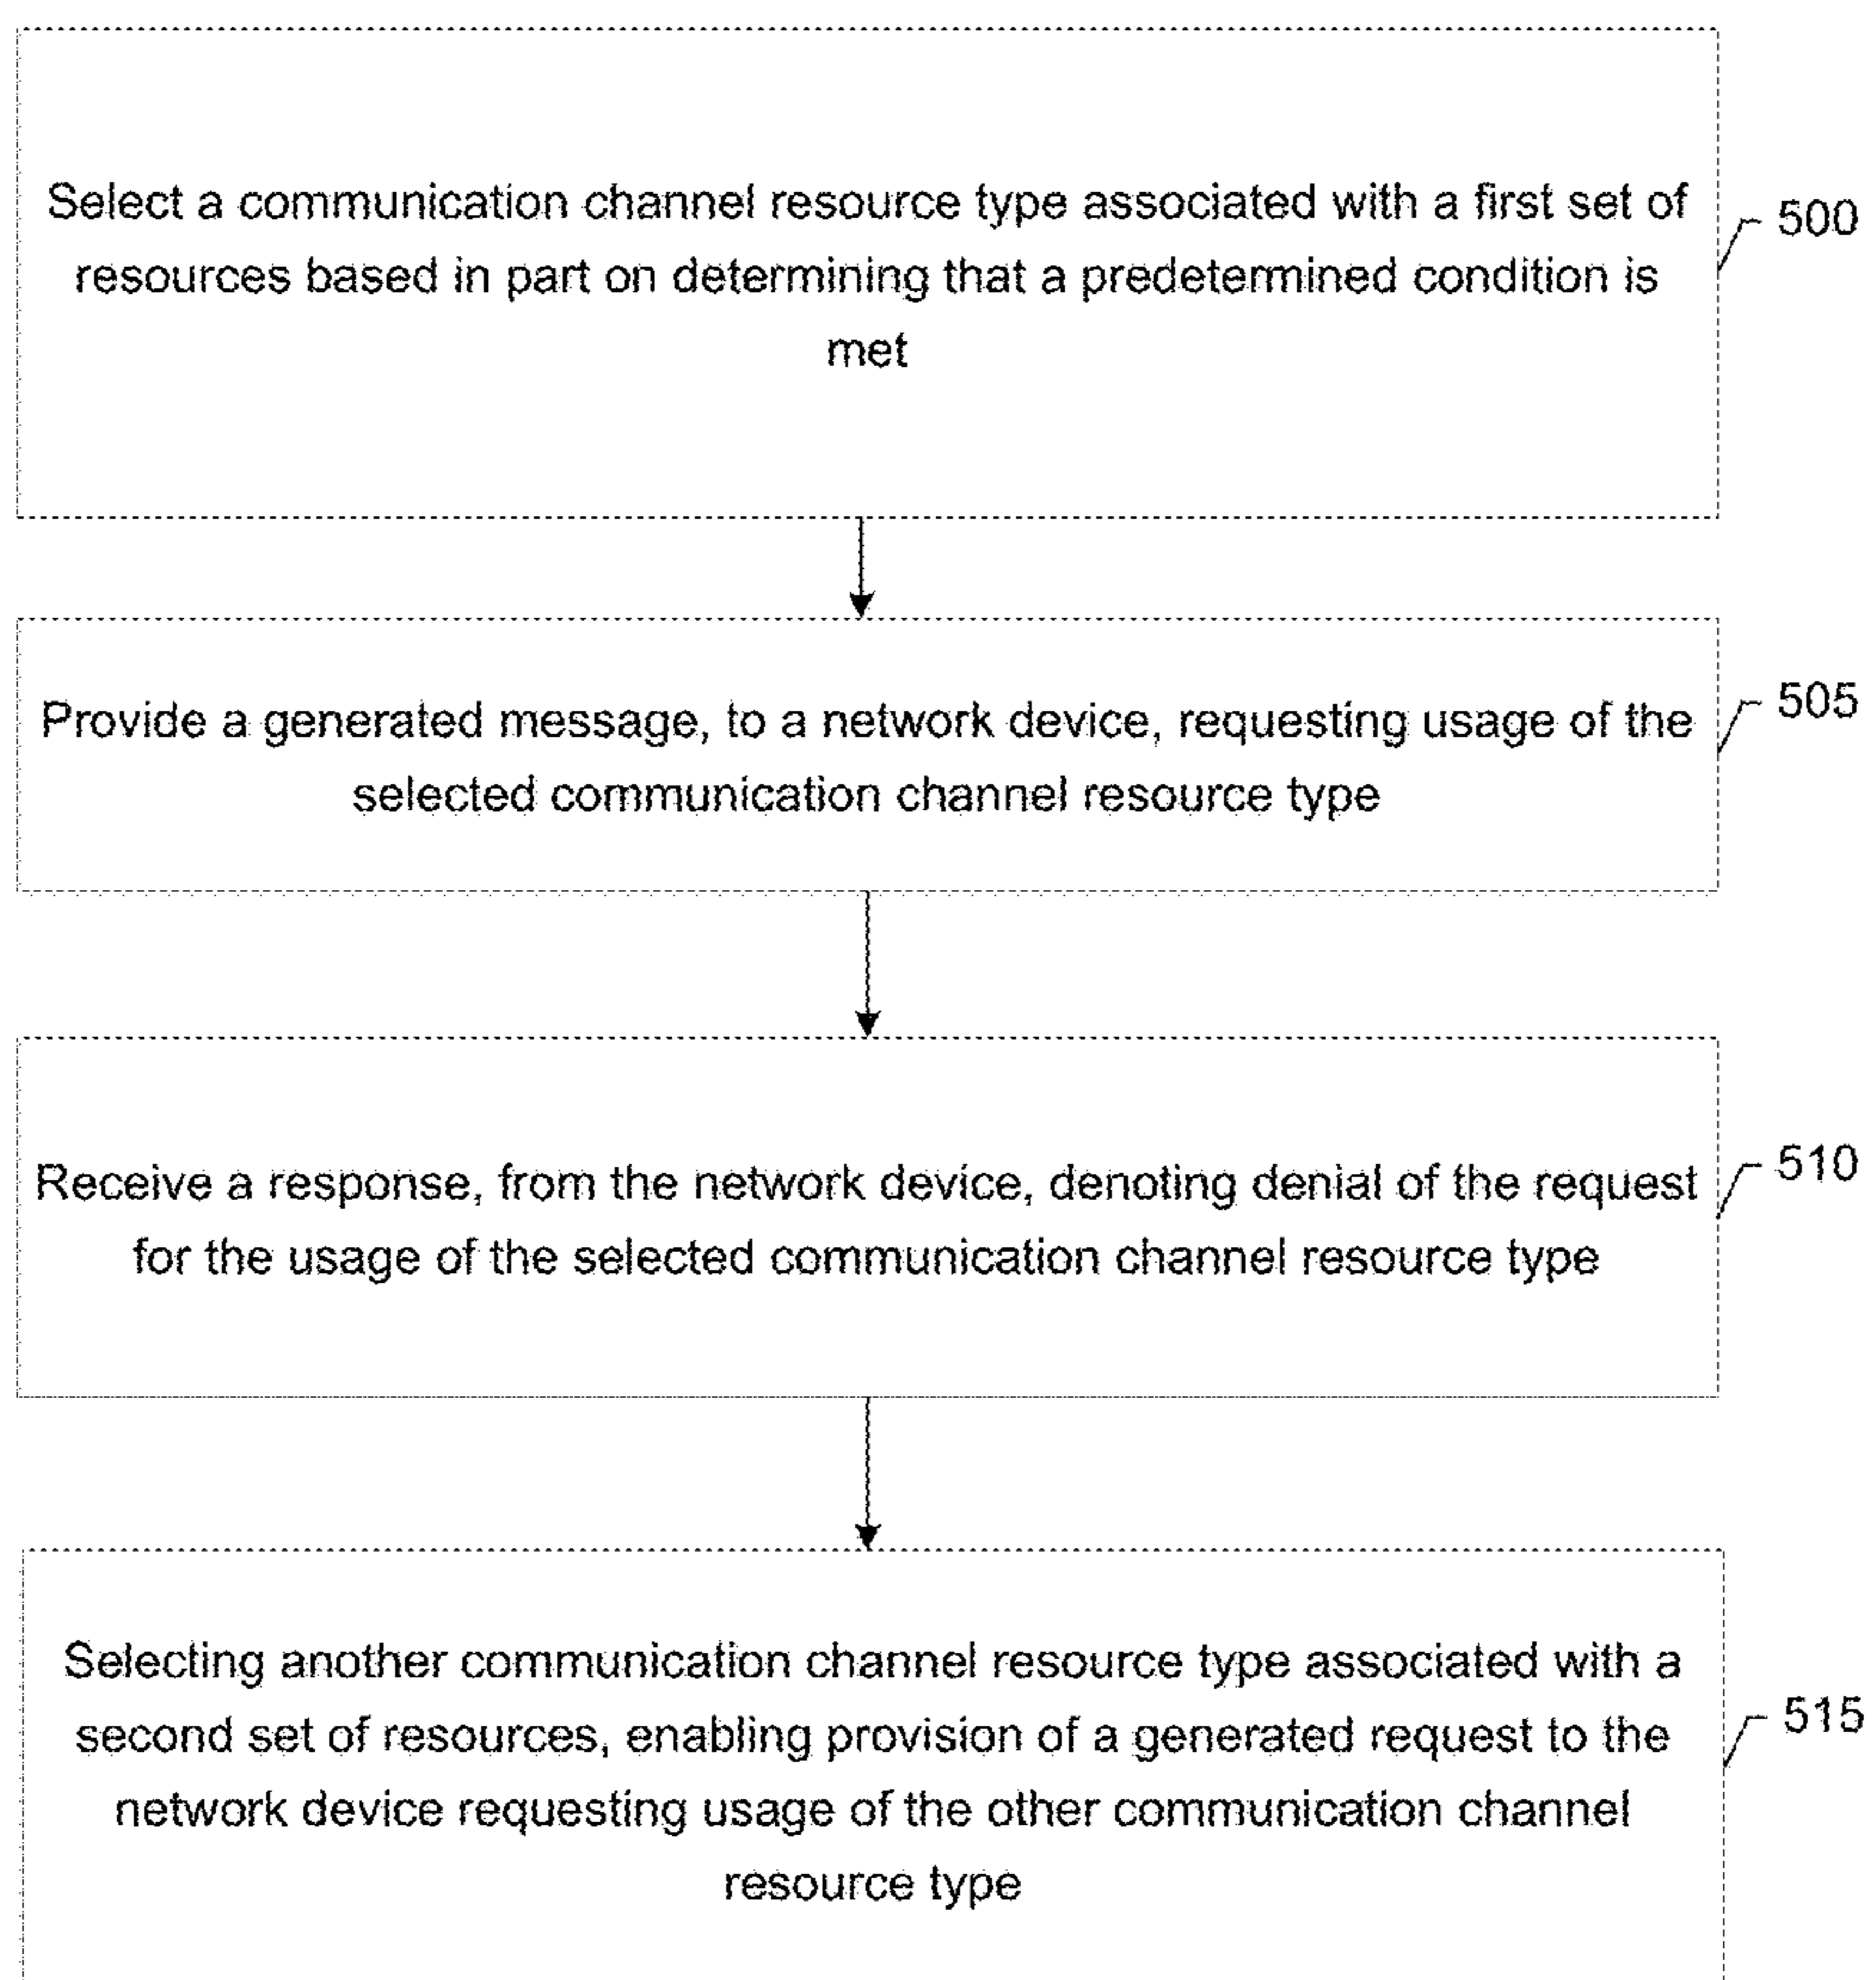 Select a communication channel resource type associated with a first set of
resources based in part on determining that a predetermined condition is
met
500
Provide a generated message, to a network device, requesting usage of the
selected communication channel resource type
505
Receive a response, from the network device, denoting denial of the request
for the usage of the selected communication channel resource type
510
Selecting another communication channel resource type associated with a
second set of resources, enabling provision of a generated request to the
network device requesting usage of the other communication channel
resource type
515